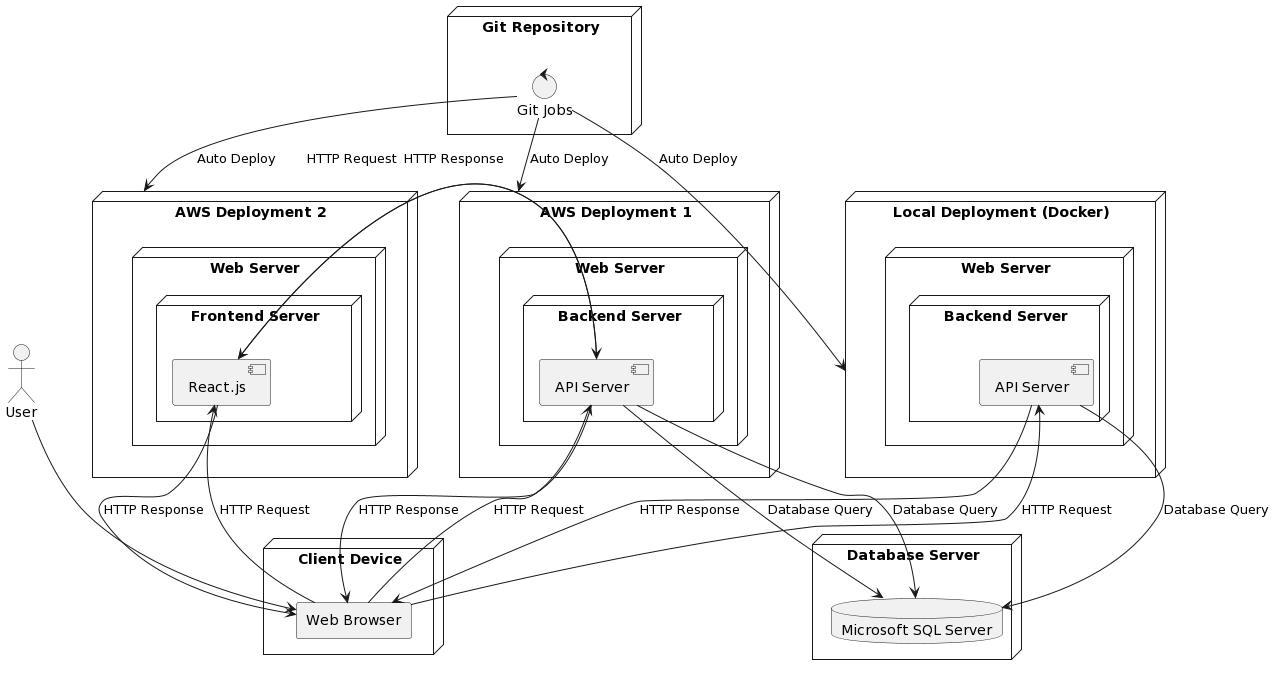 Git Repository
Git Jobs
Auto Deploy
HTTP Request
HTTP Response
Auto Deploy
Auto Deploy
AWS Deployment 2
AWS Deployment 1
Local Deployment (Docker)
Web Server
Web Server
Web Server
Frontend Server
Backend Server
Backend Server
React.js
API Server
API Server
User
HTTP Response
HTTP Request
HTTP Response
HTTP Request
HTTP Response
Database Query
Database Query
HTTP Request
Database Query
Client Device
Database Server
Web Browser
Microsoft SQL Server